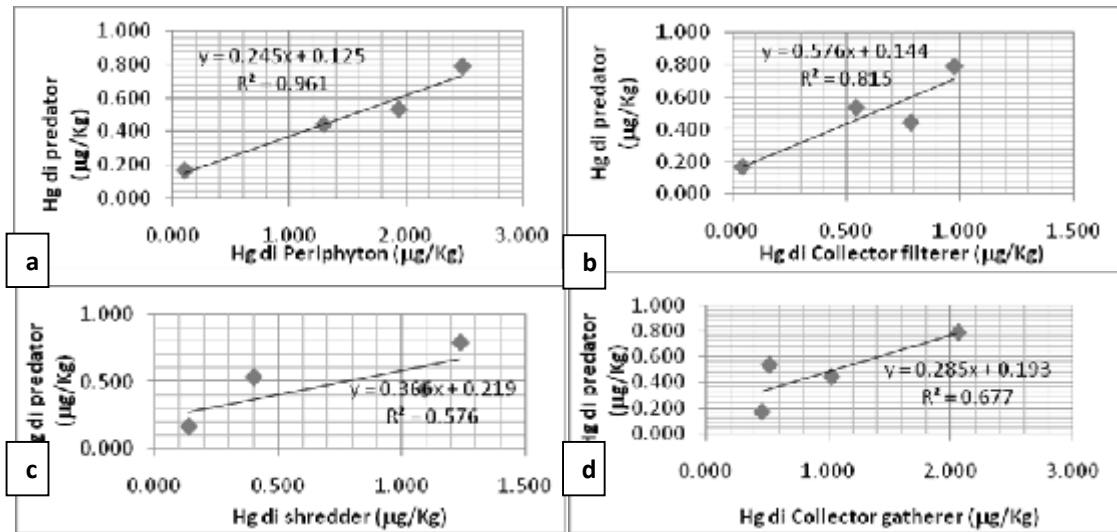 Hg di predator
(µg/Kg)
1.000
0.800
0.600
0.400
0.200
0.000
y = 0.245x + 0.125
R² = 0.961
0.000 1.000 2.000 3.000
Hg di Periphyton (µg/Kg)
a
Hg di predator
(µg/Kg)
1.000
0.800
0.600
0.400
0.200
0.000
y = 0.576x + 0.144
R² = 0.815
0.000 0.500 1.000 1.500
Hg di Collector filterer (µg/Kg)
b
Hg di predator
(µg/Kg)
1.000
0.500
0.000
y = 0.366x + 0.219
R² = 0.576
0.000 0.500 1.000 1.500
Hg di shredder (µg/Kg)
c
Hg di predator
(µg/Kg)
1.000
0.800
0.600
0.400
0.200
0.000
y = 0.285x + 0.193
R² = 0.677
0.000 1.000 2.000 3.000
Hg di Collector gatherer (µg/Kg)
d